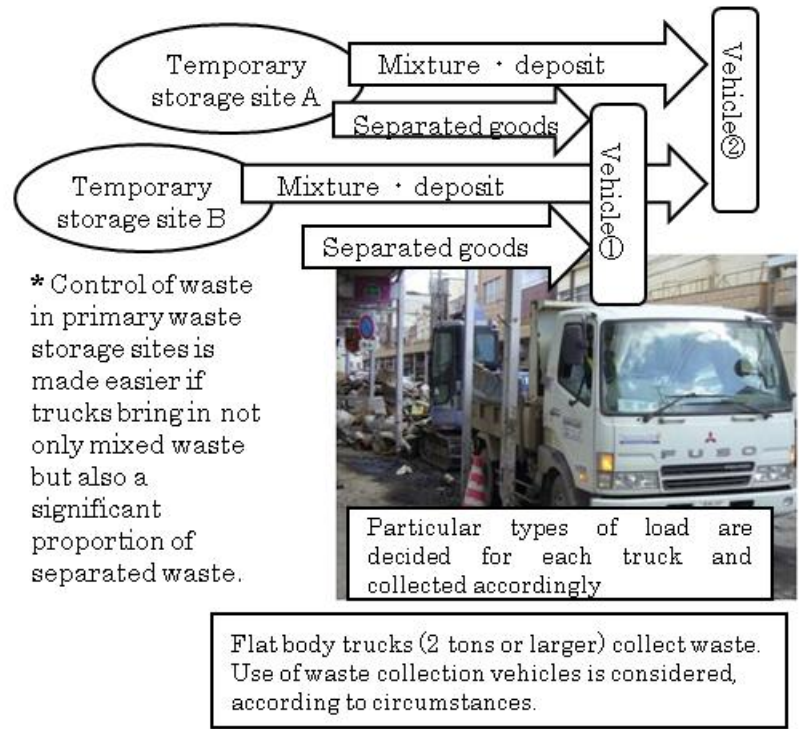 Temporary
storage site A
Mixture・deposit
Vehicle②
Separated goods
Vehicle①
Temporary
storage site B
Mixture・deposit
Separated goods
* Control of waste
in primary waste
storage sites is
made easier if
trucks bring in not
only mixed waste
but also a
significant
proportion of
separated waste.
FUSO
Particular types of load are
decided for each truck and
collected accordingly
Flat body trucks (2 tons or larger) collect waste.
Use of waste collection vehicles is considered,
according to circumstances.